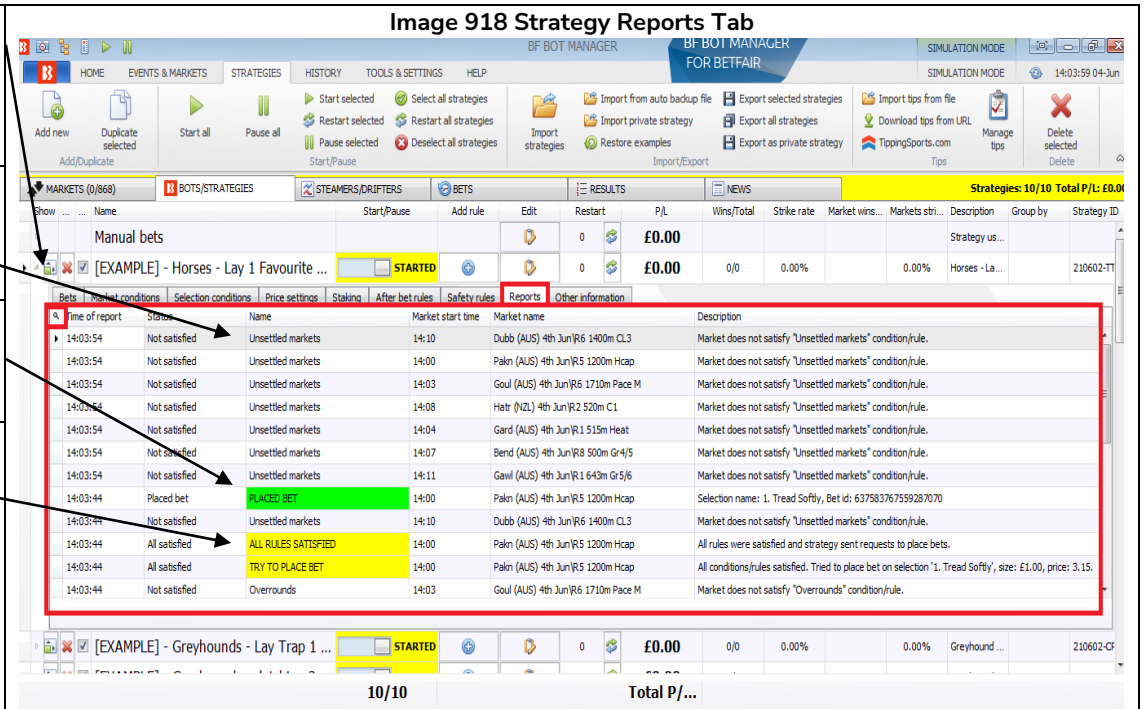 Image 918 Strategy Reports Tab
BF BOT MANAGER
BF BOT MANAGER
FOR BETFAIR
SIMULATION MODE
HOME EVENTS & MARKETS STRATEGIES HISTORY TOOLS & SETTINGS HELP
SIMULATION MODE 14:03:59 04-Jun
Add new
Duplicate selected
Add/Duplicate
Start all
Pause all
Start selected
Restart selected
Pause selected
Select all strategies
Restart all strategies
Deselect all strategies
Start/Pause
Import strategies
Import from auto backup file
Import private strategy
Restore examples
Export selected strategies
Export all strategies
Export as private strategy
Import/Export
Import tips from file
Download tips from URL
TippingSports.com
Manage tips
Tips
Delete selected
Delete
MARKETS (0/868) BOTS/STRATEGIES STEAMERS/DRIFTERS BETS RESULTS NEWS Strategies: 10/10 Total P/L: £0.00
Show ... ... Name Start/Pause Add rule Edit Restart P/L Wins/Total Strike rate Market wins... Markets stri... Description Group by Strategy ID
Manual bets 0 £0.00 Strategy us...
[EXAMPLE] - Horses - Lay 1 Favourite ... STARTED 0 £0.00 0/0 0.00% 0.00% Horses - La... 210602-TT
Bets Market conditions Selection conditions Price settings Staking After bet rules Safety rules Reports Other information
Time of report Status Name Market start time Market name Description
14:03:54 Not satisfied Unsettled markets 14:10 Dubb (AUS) 4th Jun\R6 1400m CL3 Market does not satisfy "Unsettled markets" condition/rule.
14:03:54 Not satisfied Unsettled markets 14:00 Pakn (AUS) 4th Jun\R5 1200m Hcap Market does not satisfy "Unsettled markets" condition/rule.
14:03:54 Not satisfied Unsettled markets 14:03 Goul (AUS) 4th Jun\R6 1710m Pace M Market does not satisfy "Unsettled markets" condition/rule.
14:03:54 Not satisfied Unsettled markets 14:08 Hatr (NZL) 4th Jun\R2 520m C1 Market does not satisfy "Unsettled markets" condition/rule.
14:03:54 Not satisfied Unsettled markets 14:04 Gard (AUS) 4th Jun\R1 515m Heat Market does not satisfy "Unsettled markets" condition/rule.
14:03:54 Not satisfied Unsettled markets 14:07 Bend (AUS) 4th Jun\R8 500m Gr4/5 Market does not satisfy "Unsettled markets" condition/rule.
14:03:54 Not satisfied Unsettled markets 14:11 Gawl (AUS) 4th Jun\R1 643m Gr5/6 Market does not satisfy "Unsettled markets" condition/rule.
14:03:44 Placed bet PLACED BET 14:00 Pakn (AUS) 4th Jun\R5 1200m Hcap Selection name: 1. Tread Softly, Bet id: 637583767559287070
14:03:44 Not satisfied Unsettled markets 14:10 Dubb (AUS) 4th Jun\R6 1400m CL3 Market does not satisfy "Unsettled markets" condition/rule.
14:03:44 All satisfied ALL RULES SATISFIED 14:00 Pakn (AUS) 4th Jun\R5 1200m Hcap All rules were satisfied and strategy sent requests to place bets.
14:03:44 All satisfied TRY TO PLACE BET 14:00 Pakn (AUS) 4th Jun\R5 1200m Hcap All conditions/rules satisfied. Tried to place bet on selection '1. Tread Softly', size: £1.00, price: 3.15.
14:03:44 Not satisfied Overrounds 14:03 Goul (AUS) 4th Jun\R6 1710m Pace M Market does not satisfy "Overrounds" condition/rule.
[EXAMPLE] - Greyhounds - Lay Trap 1 ... STARTED 0 £0.00 0/0 0.00% 0.00% Greyhound ... 210602-CF
10/10 Total P/...